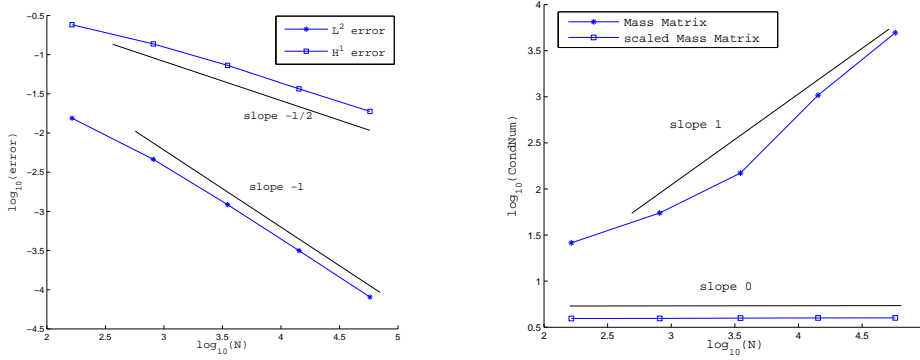 L² error
H¹ error
slope -1/2
slope -1
log₁₀(error)
-0.5
-1
-1.5
-2
-2.5
-3
-3.5
-4
-4.5
2
2.5
3
3.5
4
4.5
5
log₁₀(N)
Mass Matrix
scaled Mass Matrix
slope 1
slope 0
log₁₀(CondNum)
4
3.5
3
2.5
2
1.5
1
0.5
2
2.5
3
3.5
4
4.5
log₁₀(N)